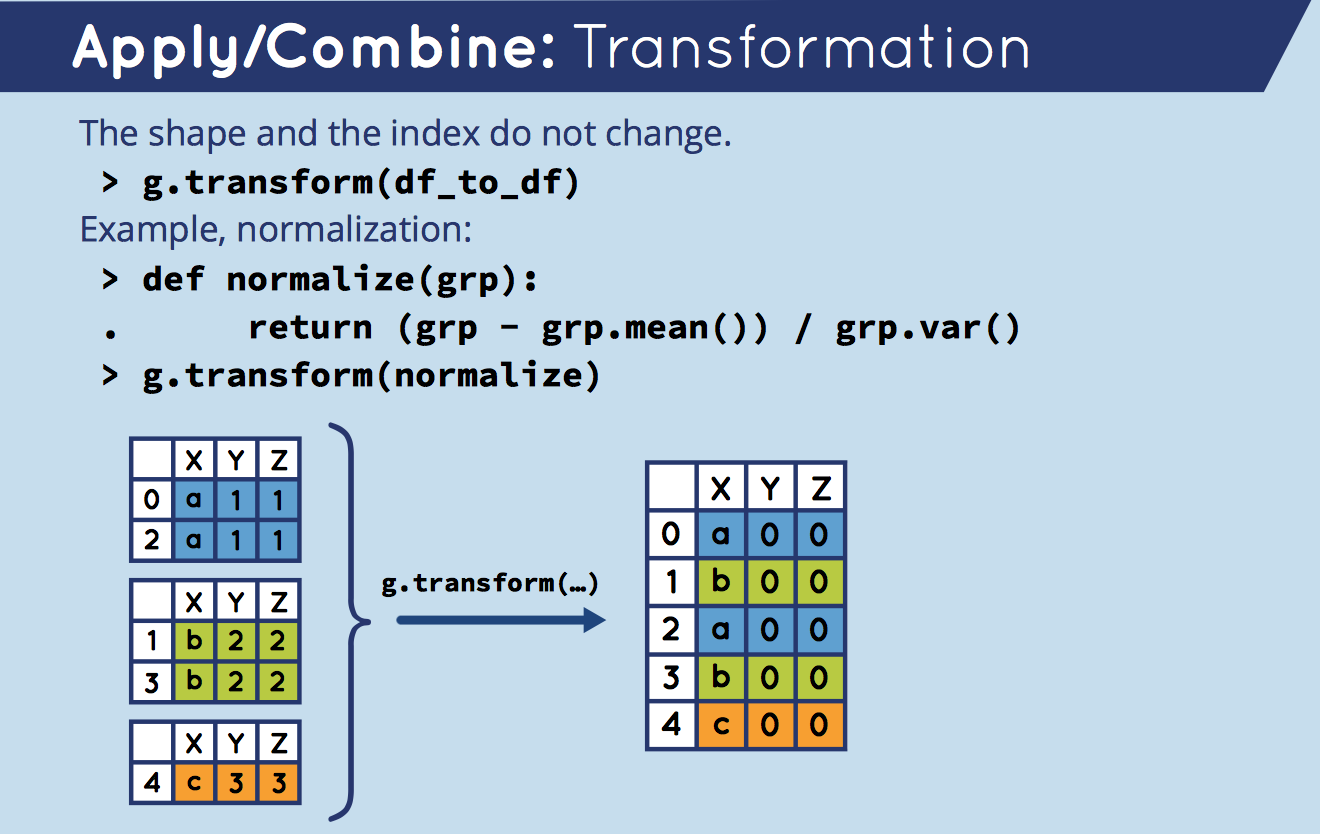 Apply/Combine: Transformation
The shape and the index do not change.
> g.transform(df_to_df)
Example, normalization:
> def normalize(grp):
.      return (grp - grp.mean()) / grp.var()
> g.transform(normalize)
X Y Z
0 a 1 1
2 a 1 1
X Y Z
1 b 2 2
3 b 2 2
X Y Z
4 c 3 3
g.transform(…)
X Y Z
0 a 0 0
1 b 0 0
2 a 0 0
3 b 0 0
4 c 0 0